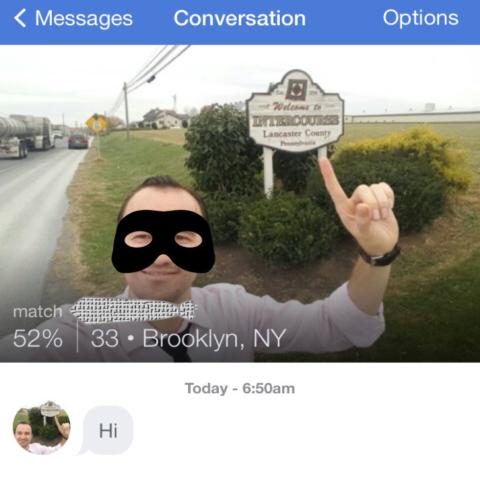 Messages Conversation Options
Welcome to
INTERCOURSE
Lancaster County
Pennsylvania
match
52% | 33 • Brooklyn, NY
Today - 6:50am
Hi